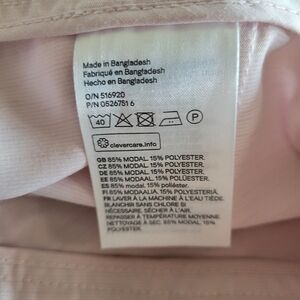 Made in Bangladesh
Fabriqué en Bangladesh
Hecho en Bangladesh
O/N 516920
P/N 0526751 6
40 P
clevercare.info
GB 85% MODAL. 15% POLYESTER.
CZ 85% MODAL. 15% POLYESTER.
DE 85% MODAL. 15% POLYESTER.
EE 85% MODAAL. 15% POLÜESTER.
ES 85% modal. 15% poliéster.
FI 85% MODAALIA. 15% POLYESTERIÄ.
FR LAVER À LA MACHINE À L'EAU TIÈDE.
BLANCHIR SANS CHLORE SI
NÉCESSAIRE. SÉCHER À L'AIR.
REPASSER À TEMPÉRATURE MOYENNE.
NETTOYAGE À SEC. 85% MODAL. 15%
POLYESTER.